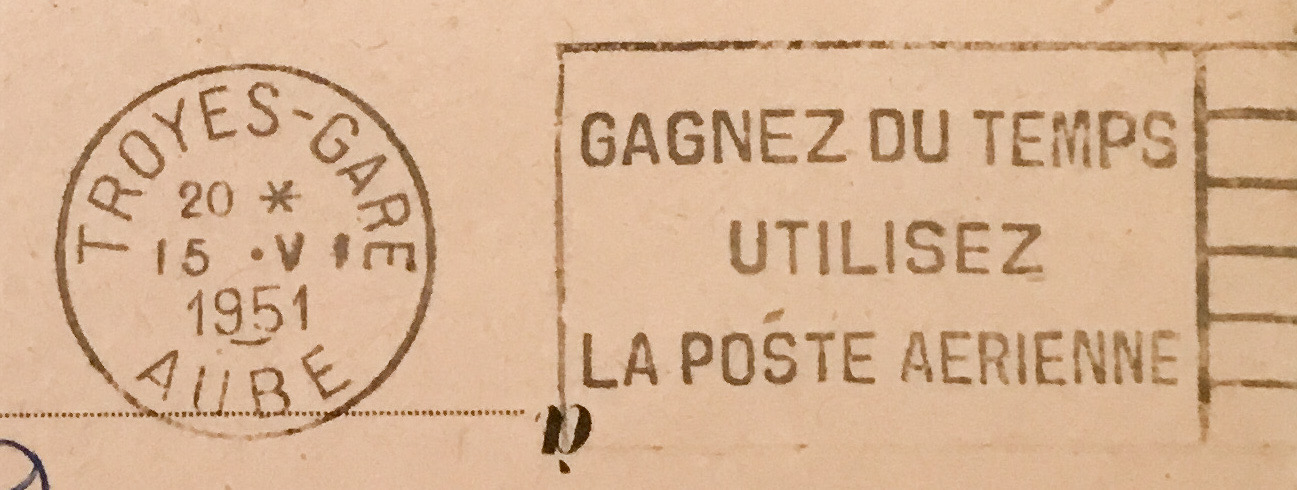 TROYES-GARE
20 *
15 · V
1951
AUBE
GAGNEZ DU TEMPS
UTILISEZ
LA POSTE AERIENNE